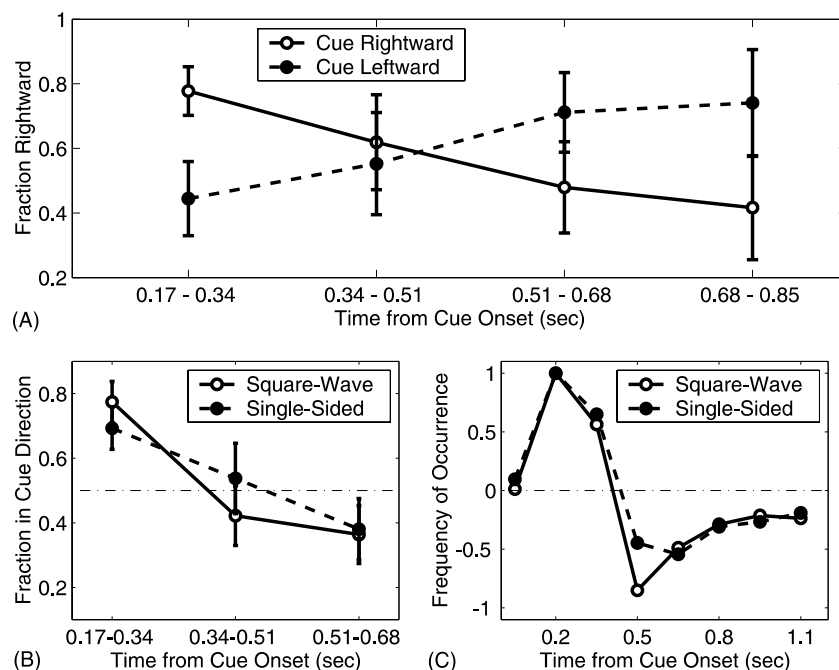 1
0.8
0.6
0.4
0.2
Fraction Rightward
Cue Rightward
Cue Leftward
0.17 - 0.34 0.34 - 0.51 0.51 - 0.68 0.68 - 0.85
(A) Time from Cue Onset (sec)
0.8
0.6
0.4
0.2
Fraction in Cue Direction
Square-Wave
Single-Sided
0.17-0.34 0.34-0.51 0.51-0.68
(B) Time from Cue Onset (sec)
1
0.5
0
-0.5
-1
Frequency of Occurrence
Square-Wave
Single-Sided
0.2 0.5 0.8 1.1
(C) Time from Cue Onset (sec)